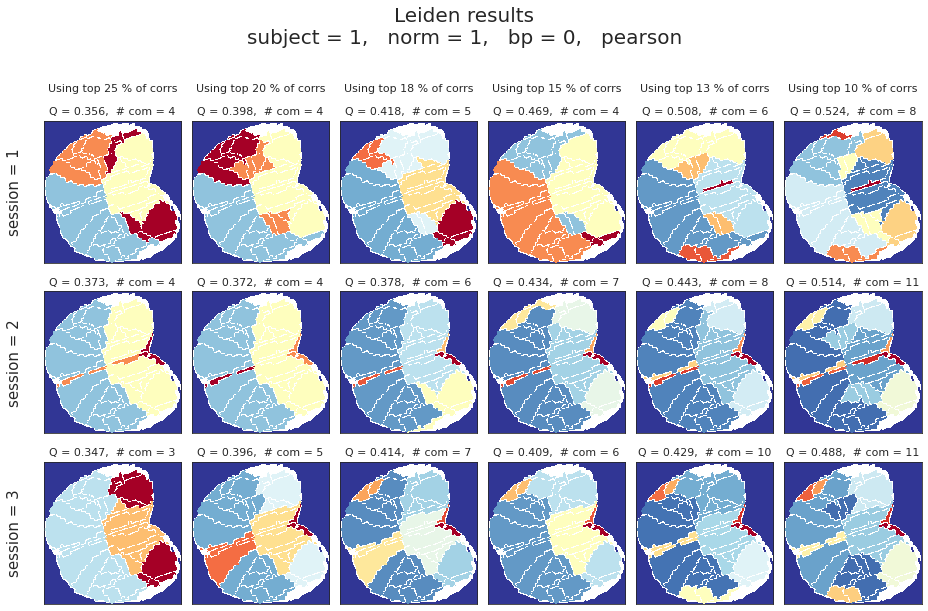 Leiden results
subject = 1,   norm = 1,   bp = 0,   pearson
Using top 25 % of corrs
Using top 20 % of corrs
Using top 18 % of corrs
Using top 15 % of corrs
Using top 13 % of corrs
Using top 10 % of corrs
session = 1
Q = 0.356,  # com = 4
Q = 0.398,  # com = 4
Q = 0.418,  # com = 5
Q = 0.469,  # com = 4
Q = 0.508,  # com = 6
Q = 0.524,  # com = 8
session = 2
Q = 0.373,  # com = 4
Q = 0.372,  # com = 4
Q = 0.378,  # com = 6
Q = 0.434,  # com = 7
Q = 0.443,  # com = 8
Q = 0.514,  # com = 11
session = 3
Q = 0.347,  # com = 3
Q = 0.396,  # com = 5
Q = 0.414,  # com = 7
Q = 0.409,  # com = 6
Q = 0.429,  # com = 10
Q = 0.488,  # com = 11